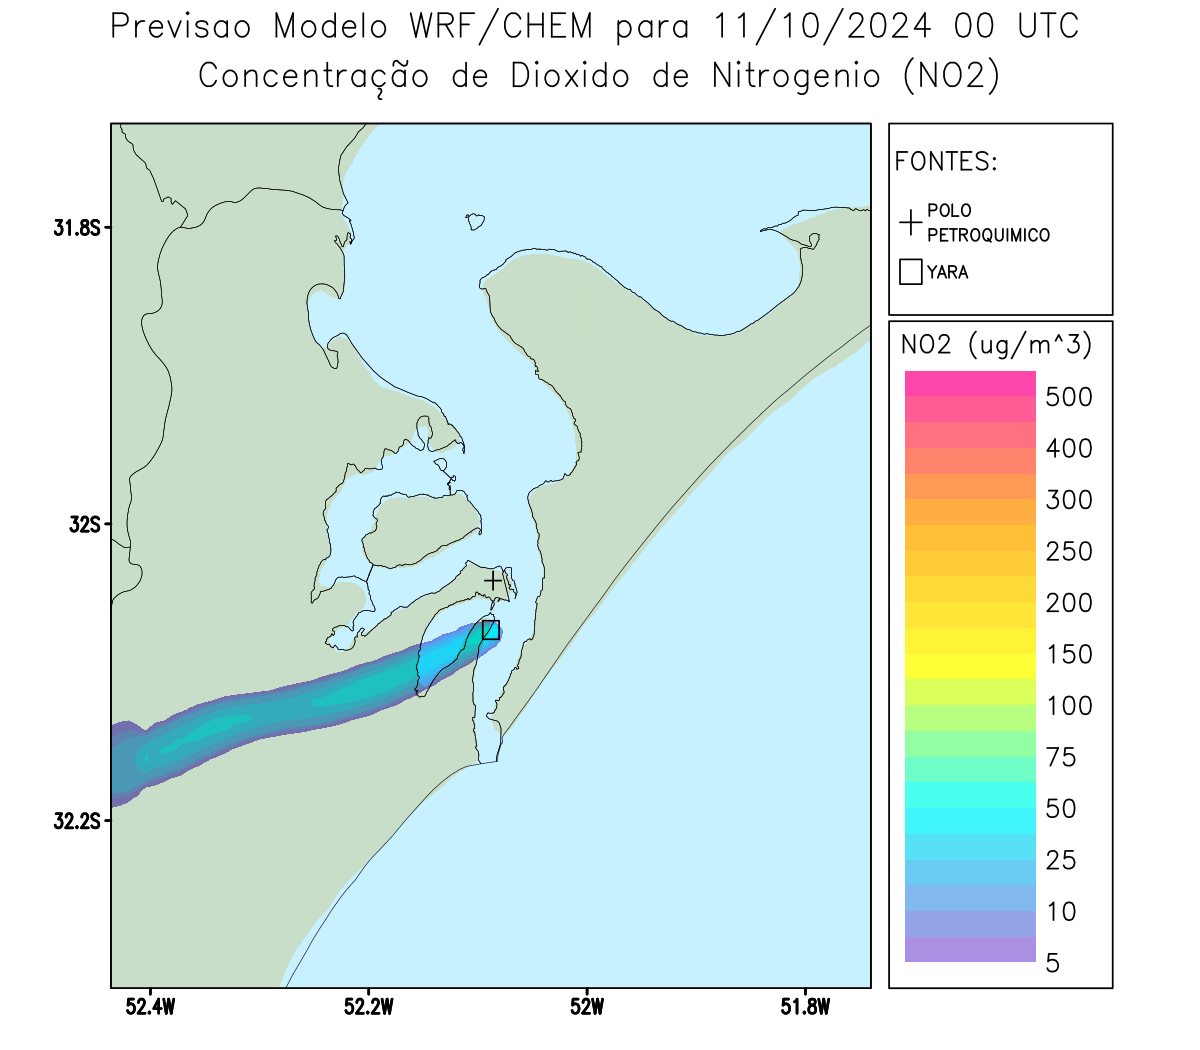 Previsao Modelo WRF/CHEM para 11/10/2024 00 UTC
Concentração de Dioxido de Nitrogenio (NO2)
FONTES:
POLO
PETROQUIMICO
YARA
NO2 (ug/m^3)
500
400
300
250
200
150
100
75
50
25
10
5
31.8S
32S
32.2S
52.4W
52.2W
52W
51.8W